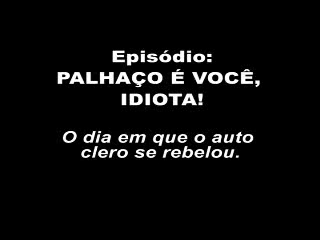 Episódio:
PALHAÇO É VOCÊ,
IDIOTA!
O dia em que o auto
clero se rebelou.